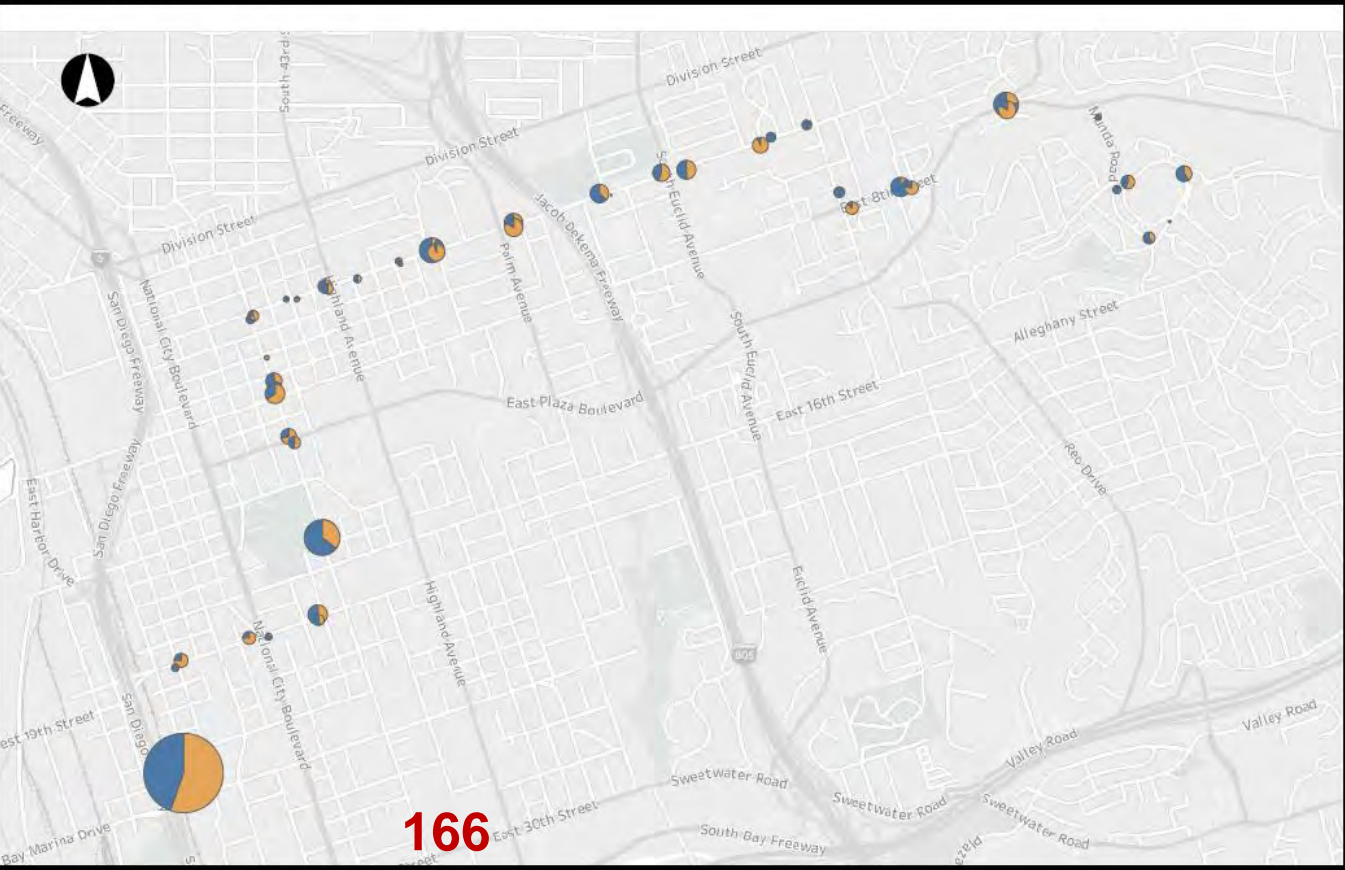 Freeway
South 43rd
Division Street
Division Street
Division Street
Munda Road
South Euclid Avenue
East 8th Street
Jacob Dekema Freeway
Palm Avenue
Highland Avenue
5
National City Boulevard
San Diego Freeway
Alleghany Street
South Euclid Avenue
East 16th Street
East Plaza Boulevard
San Diego Freeway
East Harbor Drive
Reo Drive
Euclid Avenue
Highland Avenue
National City Boulevard
805
San Diego
est 19th Street
Valley Road
Valley Road
Sweetwater Road
Sweetwater Road
Sweetwater Road
Bay Marina Drive
166
East 30th Street
Street
South Bay Freeway
Plaza
S